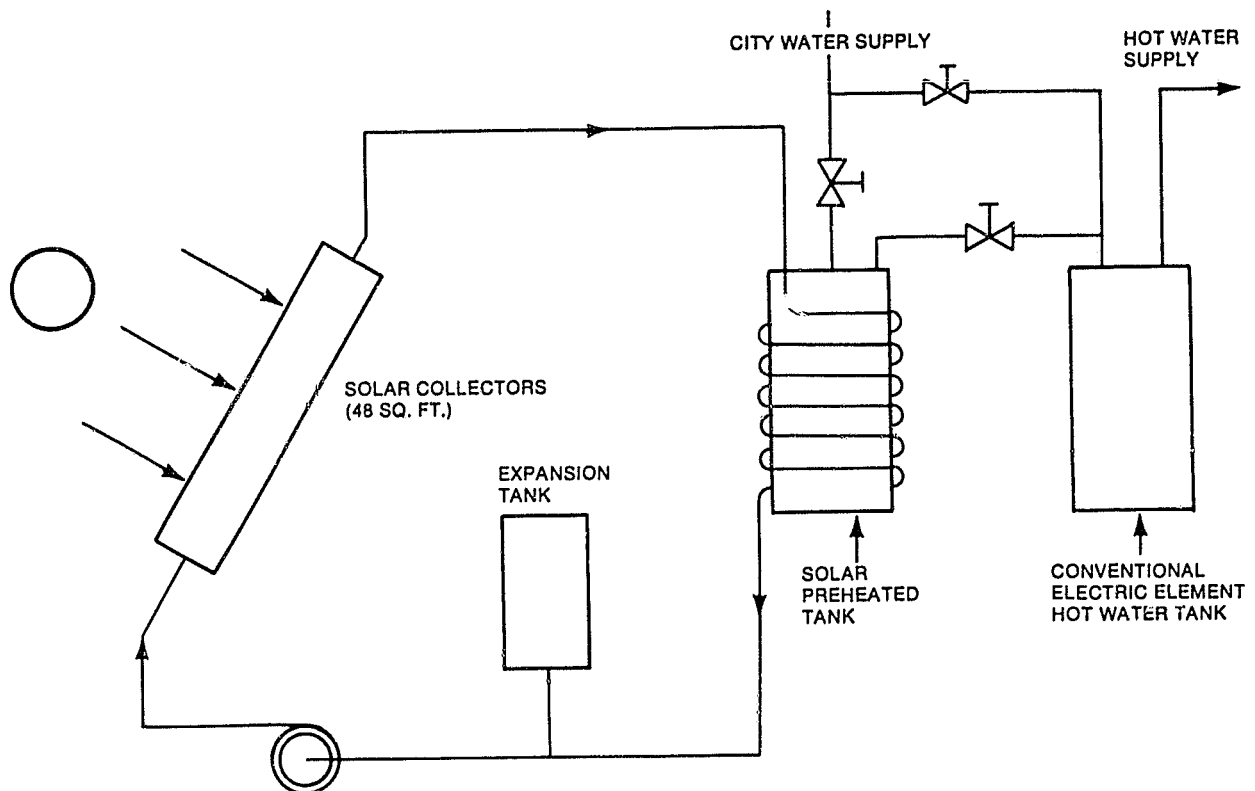 CITY WATER SUPPLY
HOT WATER
SUPPLY
SOLAR COLLECTORS
(48 SQ. FT.)
EXPANSION
TANK
SOLAR
PREHEATED
TANK
CONVENTIONAL
ELECTRIC ELEMENT
HOT WATER TANK